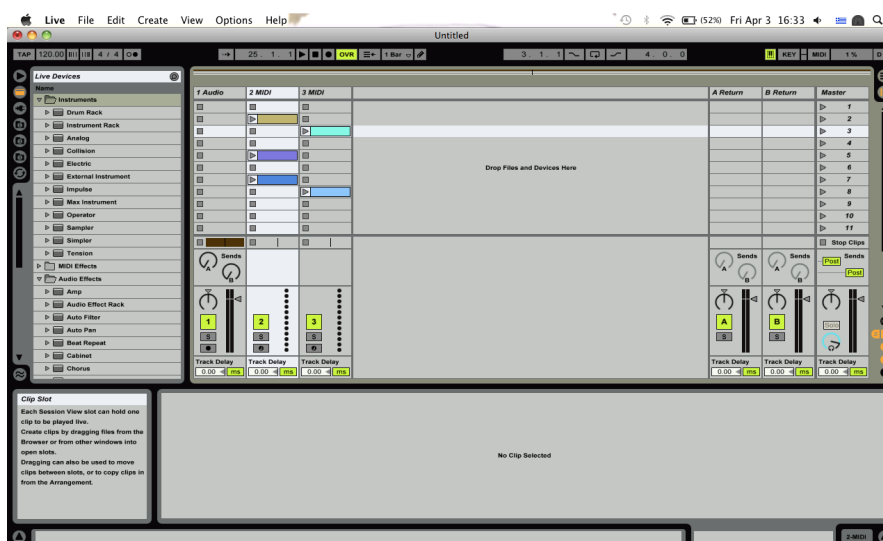 Live File Edit Create View Options Help (52%) Fri Apr 3 16:33
Untitled
TAP 120.00 4 / 4 25 . 1 . 1 OVR 1 Bar 3 . 1 . 1 4 . 0 . 0 KEY MIDI 1 % D
Live Devices
Name
Instruments
Drum Rack
Instrument Rack
Analog
Collision
Electric
External Instrument
Impulse
Max Instrument
Operator
Sampler
Simpler
Tension
MIDI Effects
Audio Effects
Amp
Audio Effect Rack
Auto Filter
Auto Pan
Beat Repeat
Cabinet
Chorus
1 Audio 2 MIDI 3 MIDI A Return B Return Master
1
2
3
4
5
6
7
8
9
10
11
Drop Files and Devices Here
Stop Clips
Sends Sends Sends Sends
A A A Post
B B B Post
1 2 3 A B Solo
S S S S S
Track Delay Track Delay Track Delay Track Delay Track Delay Track Delay
0.00 ms 0.00 ms 0.00 ms 0.00 ms 0.00 ms 0.00 ms
Clip Slot
Each Session View slot can hold one
clip to be played live.
Create clips by dragging files from the
Browser or from other windows into
open slots.
Dragging can also be used to move
clips between slots, or to copy clips in
from the Arrangement.
No Clip Selected
2-MIDI